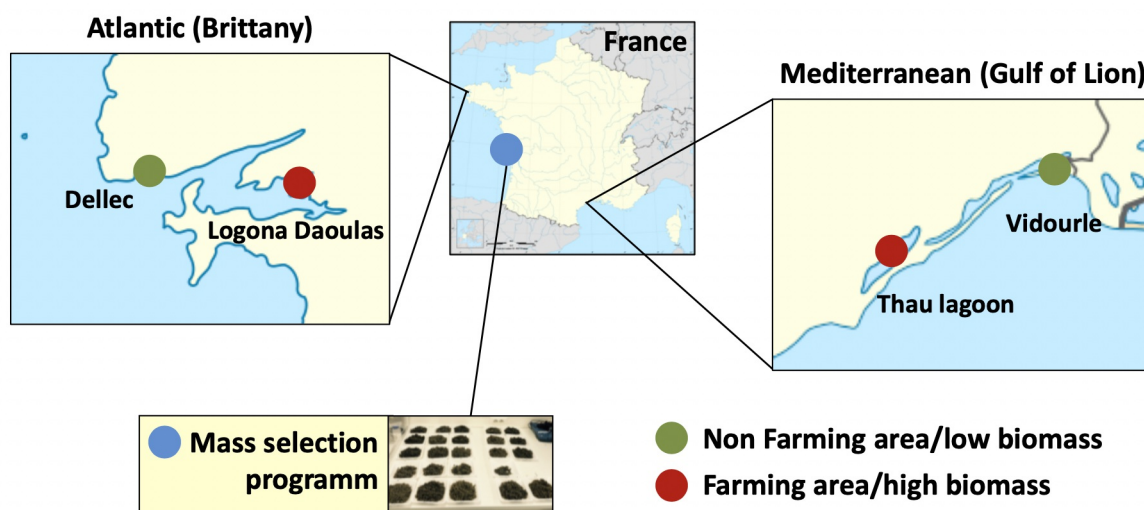 Atlantic (Brittany)
France
Mediterranean (Gulf of Lion)
Dellec
Logona Daoulas
Vidourle
Thau lagoon
Mass selection
programm
Non Farming area/low biomass
Farming area/high biomass